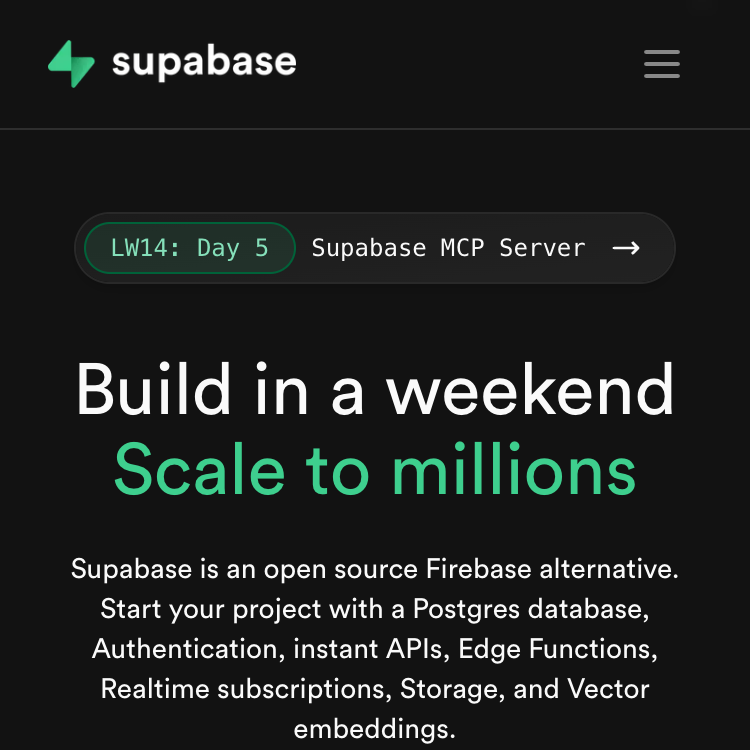 supabase
LW14: Day 5 Supabase MCP Server →
Build in a weekend
Scale to millions
Supabase is an open source Firebase alternative.
Start your project with a Postgres database,
Authentication, instant APIs, Edge Functions,
Realtime subscriptions, Storage, and Vector
embeddings.